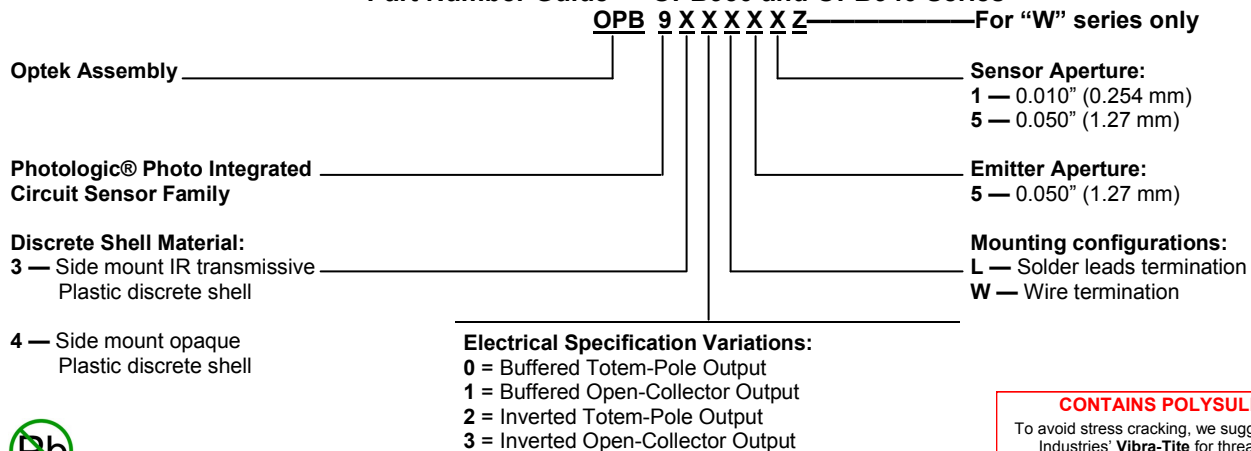 OPB 9 X X X X X Z—For “W” series only
Optek Assembly
Sensor Aperture:
1 — 0.010” (0.254 mm)
5 — 0.050” (1.27 mm)
Photologic® Photo Integrated
Circuit Sensor Family
Emitter Aperture:
5 — 0.050” (1.27 mm)
Discrete Shell Material:
3 — Side mount IR transmissive
Plastic discrete shell
4 — Side mount opaque
Plastic discrete shell
Mounting configurations:
L — Solder leads termination
W — Wire termination
Electrical Specification Variations:
0 = Buffered Totem-Pole Output
1 = Buffered Open-Collector Output
2 = Inverted Totem-Pole Output
3 = Inverted Open-Collector Output
Pb
CONTAINS
To avoid stress cracking, we
Industries’ Vibra-Tite for